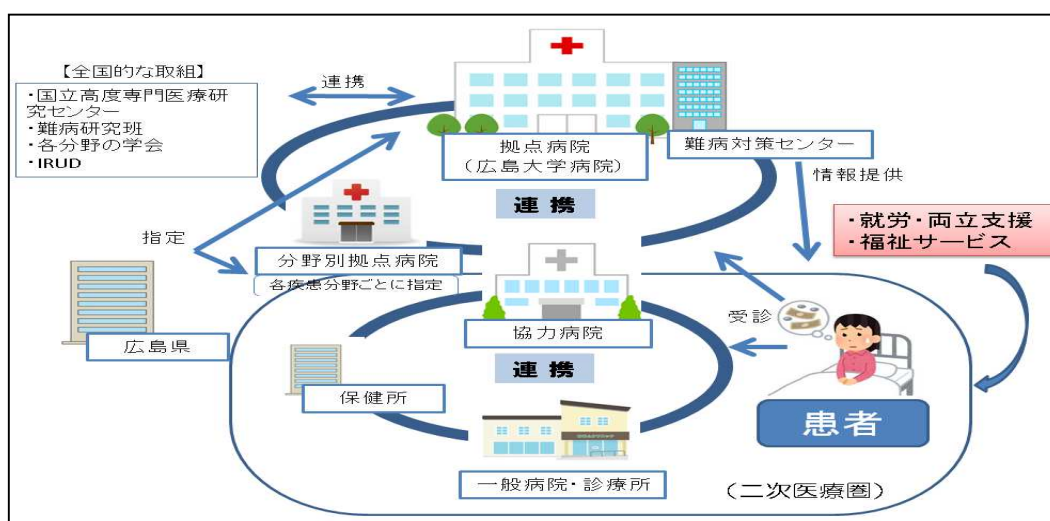 【全国的な取組】
・国立高度専門医療研
究センター
・難病研究班
・各分野の学会
・IRUD
連携
拠点病院
（広島大学病院）
難病対策センター
情報提供
連携
・就労・両立支援
・福祉サービス
指定
分野別拠点病院
各疾患分野ごとに指定
広島県
協力病院
受診
連携
保健所
患者
一般病院・診療所
（二次医療圏）